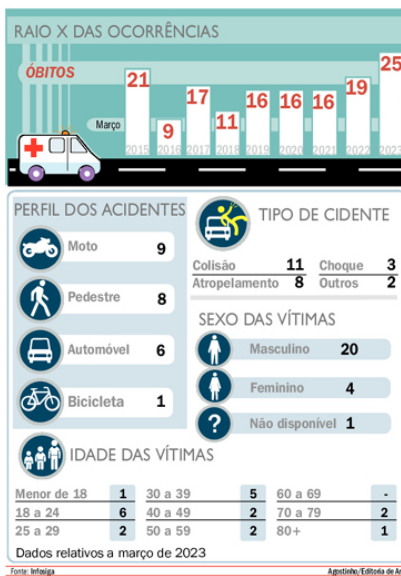 RAIO X DAS OCORRÊNCIAS
ÓBITOS
Março
21 9 17 11 16 16 16 19 25
2015 2016 2017 2018 2019 2020 2021 2022 2023
PERFIL DOS ACIDENTES
Moto 9
Pedestre 8
Automóvel 6
Bicicleta 1
TIPO DE CIDENTE
Colisão 11 Choque 3
Atropelamento 8 Outros 2
SEXO DAS VÍTIMAS
Masculino 20
Feminino 4
? Não disponível 1
IDADE DAS VÍTIMAS
Menor de 18 1 30 a 39 5 60 a 69 -
18 a 24 6 40 a 49 2 70 a 79 2
25 a 29 2 50 a 59 2 80+ 1
Dados relativos a março de 2023
Fonte: Infosiga Agostinho/Editoria de